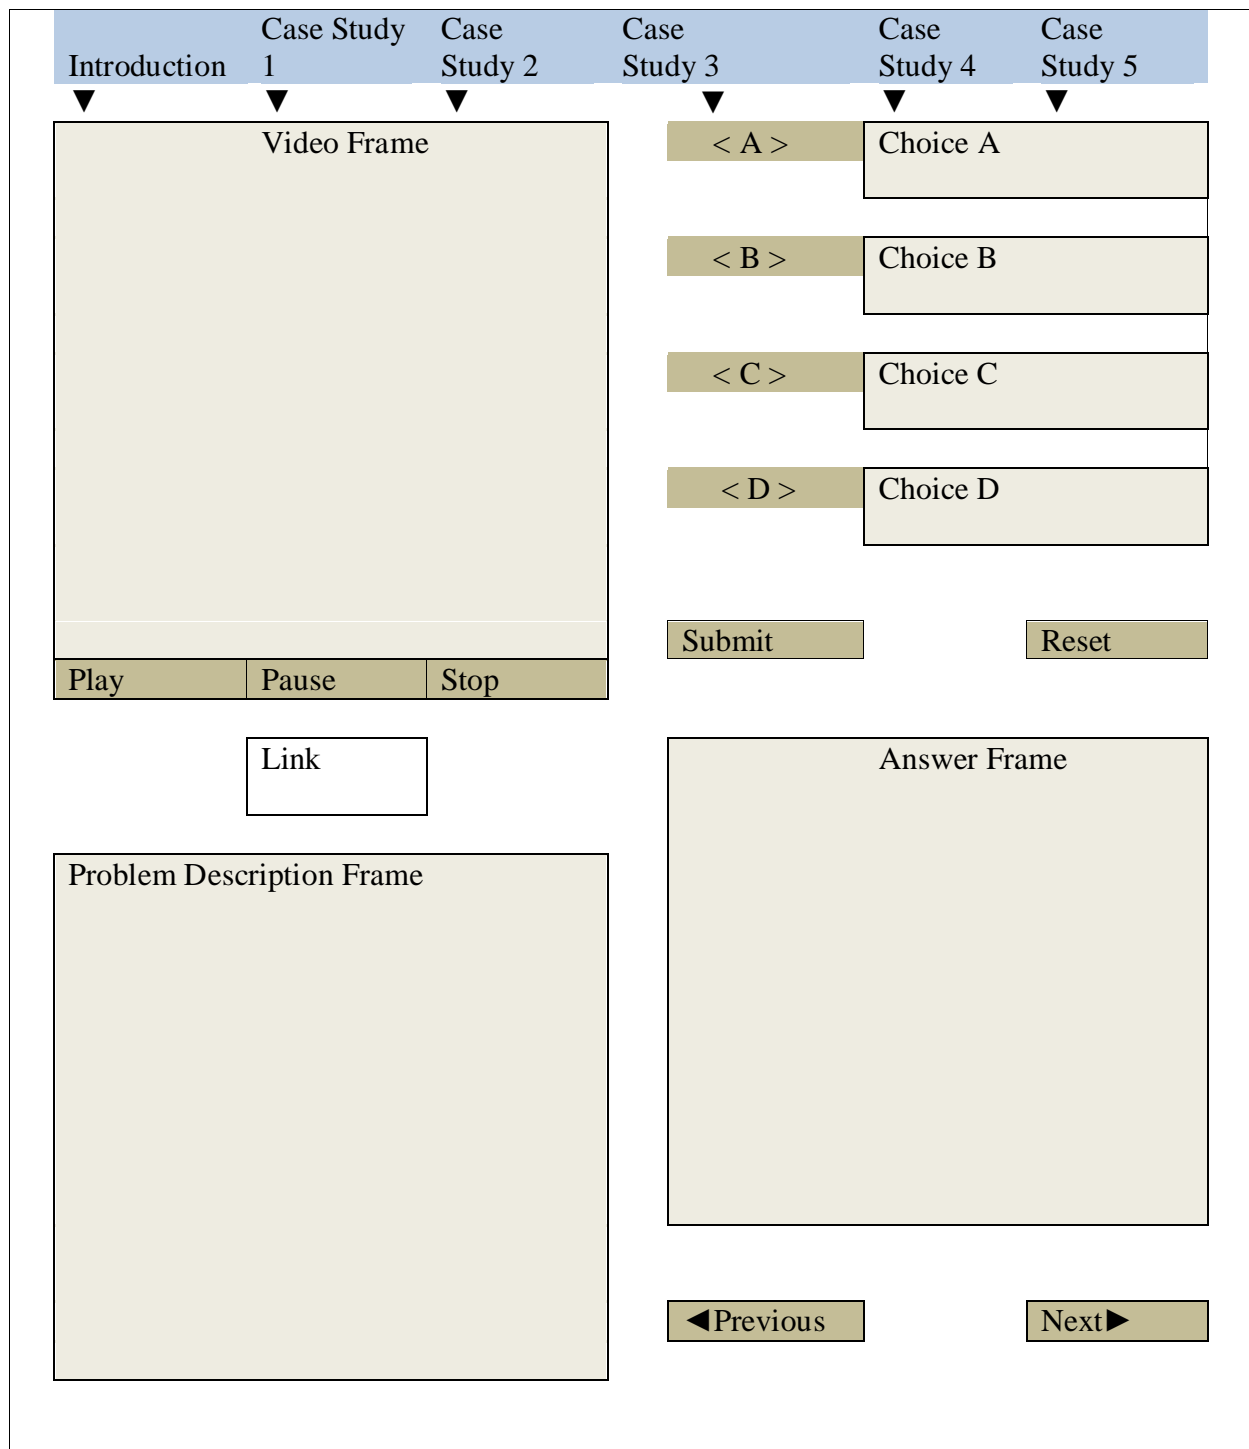 Introduction
Case Study
1
Case
Study 2
Case
Study 3
Case
Study 4
Case
Study 5
▼ ▼ ▼ ▼ ▼ ▼
Video Frame
Play
Pause
Stop
Link
Problem Description Frame
< A >
Choice A
< B >
Choice B
< C >
Choice C
< D >
Choice D
Submit
Reset
Answer Frame
◄Previous
Next►